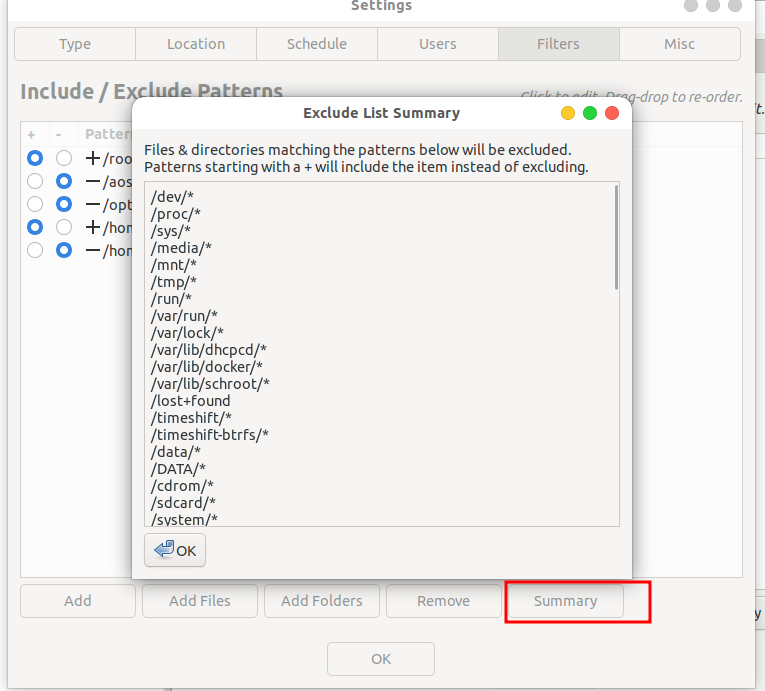 Settings
Type Location Schedule Users Filters Misc
Include / Exclude Patterns
Click to edit. Drag-drop to re-order.
+ - Pattern
+/roo
−/aos
−/opt
+/hom
−/hom
Exclude List Summary
Files & directories matching the patterns below will be excluded.
Patterns starting with a + will include the item instead of excluding.
/dev/*
/proc/*
/sys/*
/media/*
/mnt/*
/tmp/*
/run/*
/var/run/*
/var/lock/*
/var/lib/dhcpcd/*
/var/lib/docker/*
/var/lib/schroot/*
/lost+found
/timeshift/*
/timeshift-btrfs/*
/data/*
/DATA/*
/cdrom/*
/sdcard/*
/system/*
OK
Add Add Files Add Folders Remove Summary
OK